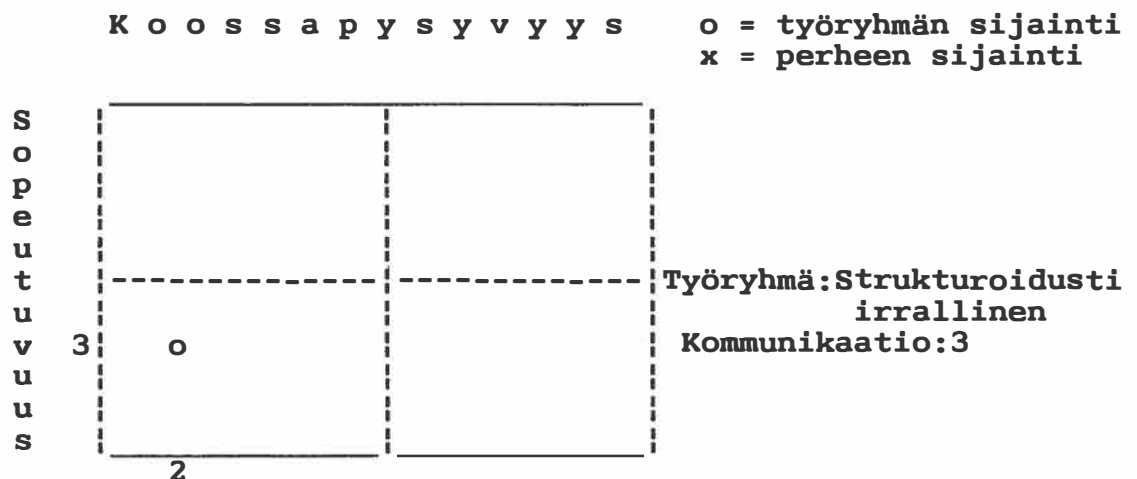 K o o s s a p y s y v y y s
o = työryhmän sijainti
x = perheen sijainti
S
o
p
e
u
t
u
v
u
u
s
Työryhmä:Strukturoidusti
irrallinen
3 o
Kommunikaatio:3
2